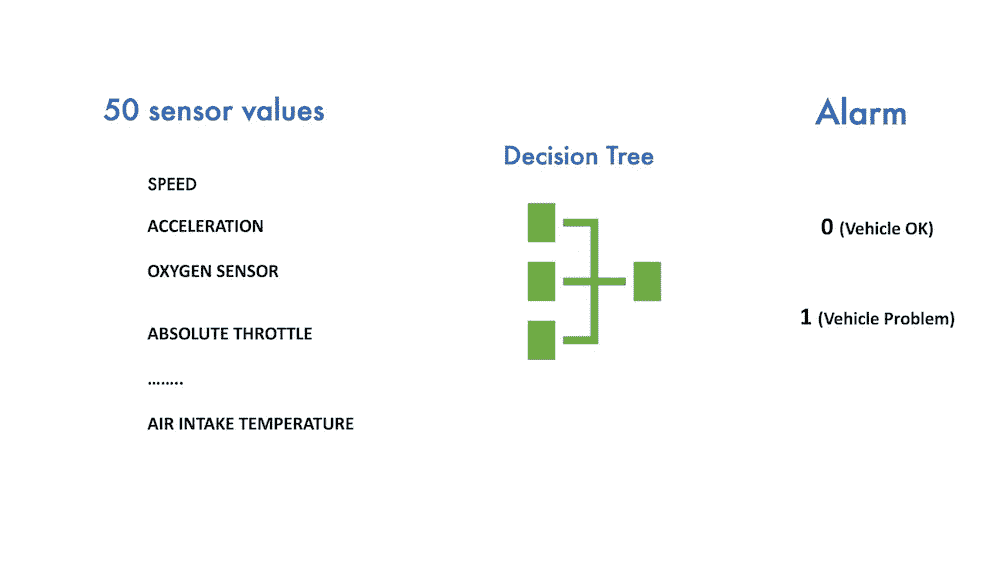 50 sensor values
SPEED
ACCELERATION
OXYGEN SENSOR
ABSOLUTE THROTTLE
........
AIR INTAKE TEMPERATURE
Decision Tree
Alarm
0 (Vehicle OK)
1 (Vehicle Problem)